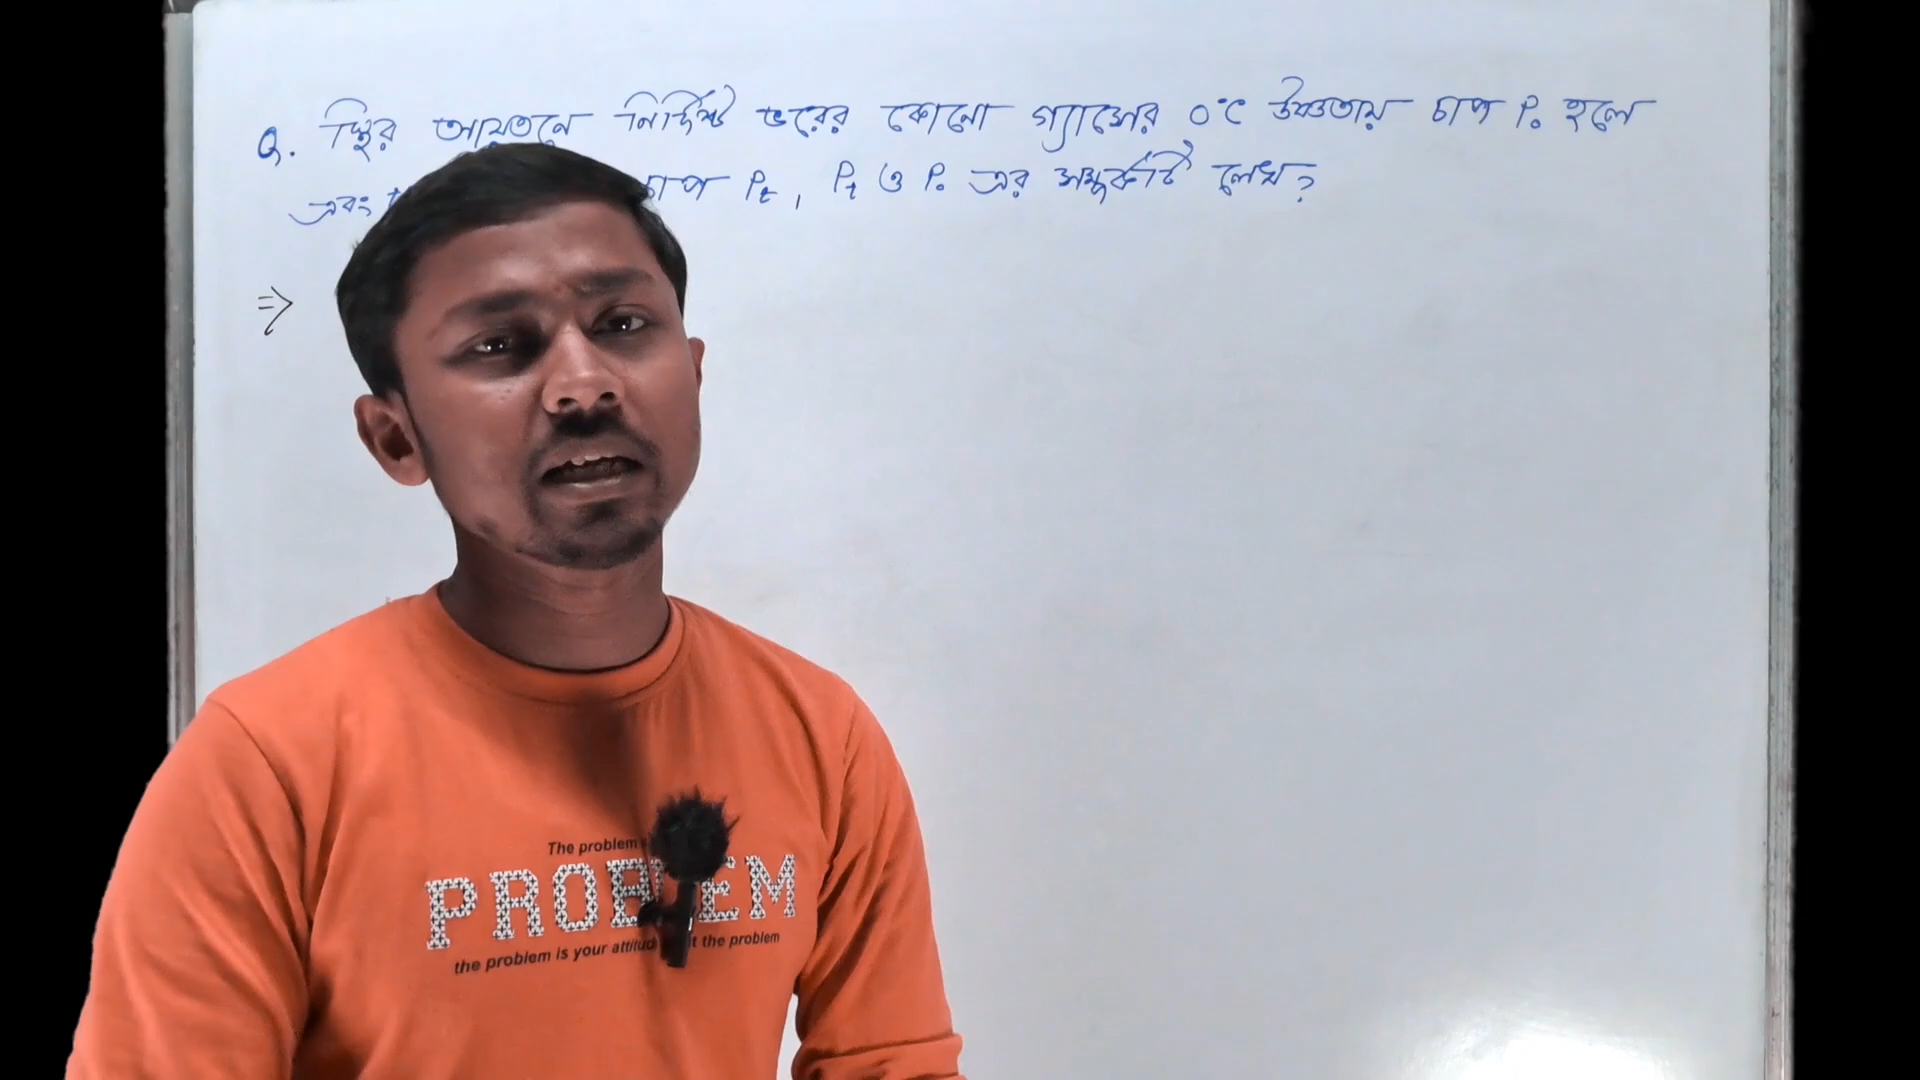 Q. স্থির আয়তনে নির্দিষ্ট ভরের কোনো গ্যাসের 0°C উষ্ণতায় চাপ P₀ হলে
এবং চাপ Pₜ, Pₜ ও P₀ এর সম্পর্কটি লেখ?
⇒
The problem
PROBLEM
the problem is your attitude the problem